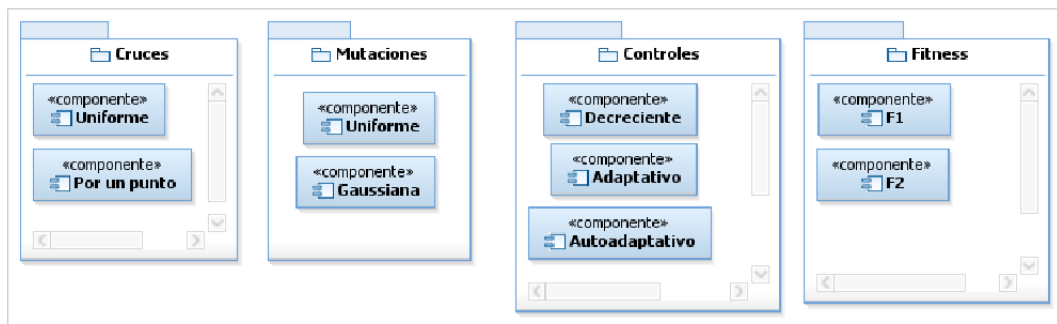 Cruces
«componente»
Uniforme
«componente»
Por un punto
Mutaciones
«componente»
Uniforme
«componente»
Gaussiana
Controles
«componente»
Decreciente
«componente»
Adaptativo
«componente»
Autoadaptativo
Fitness
«componente»
F1
«componente»
F2